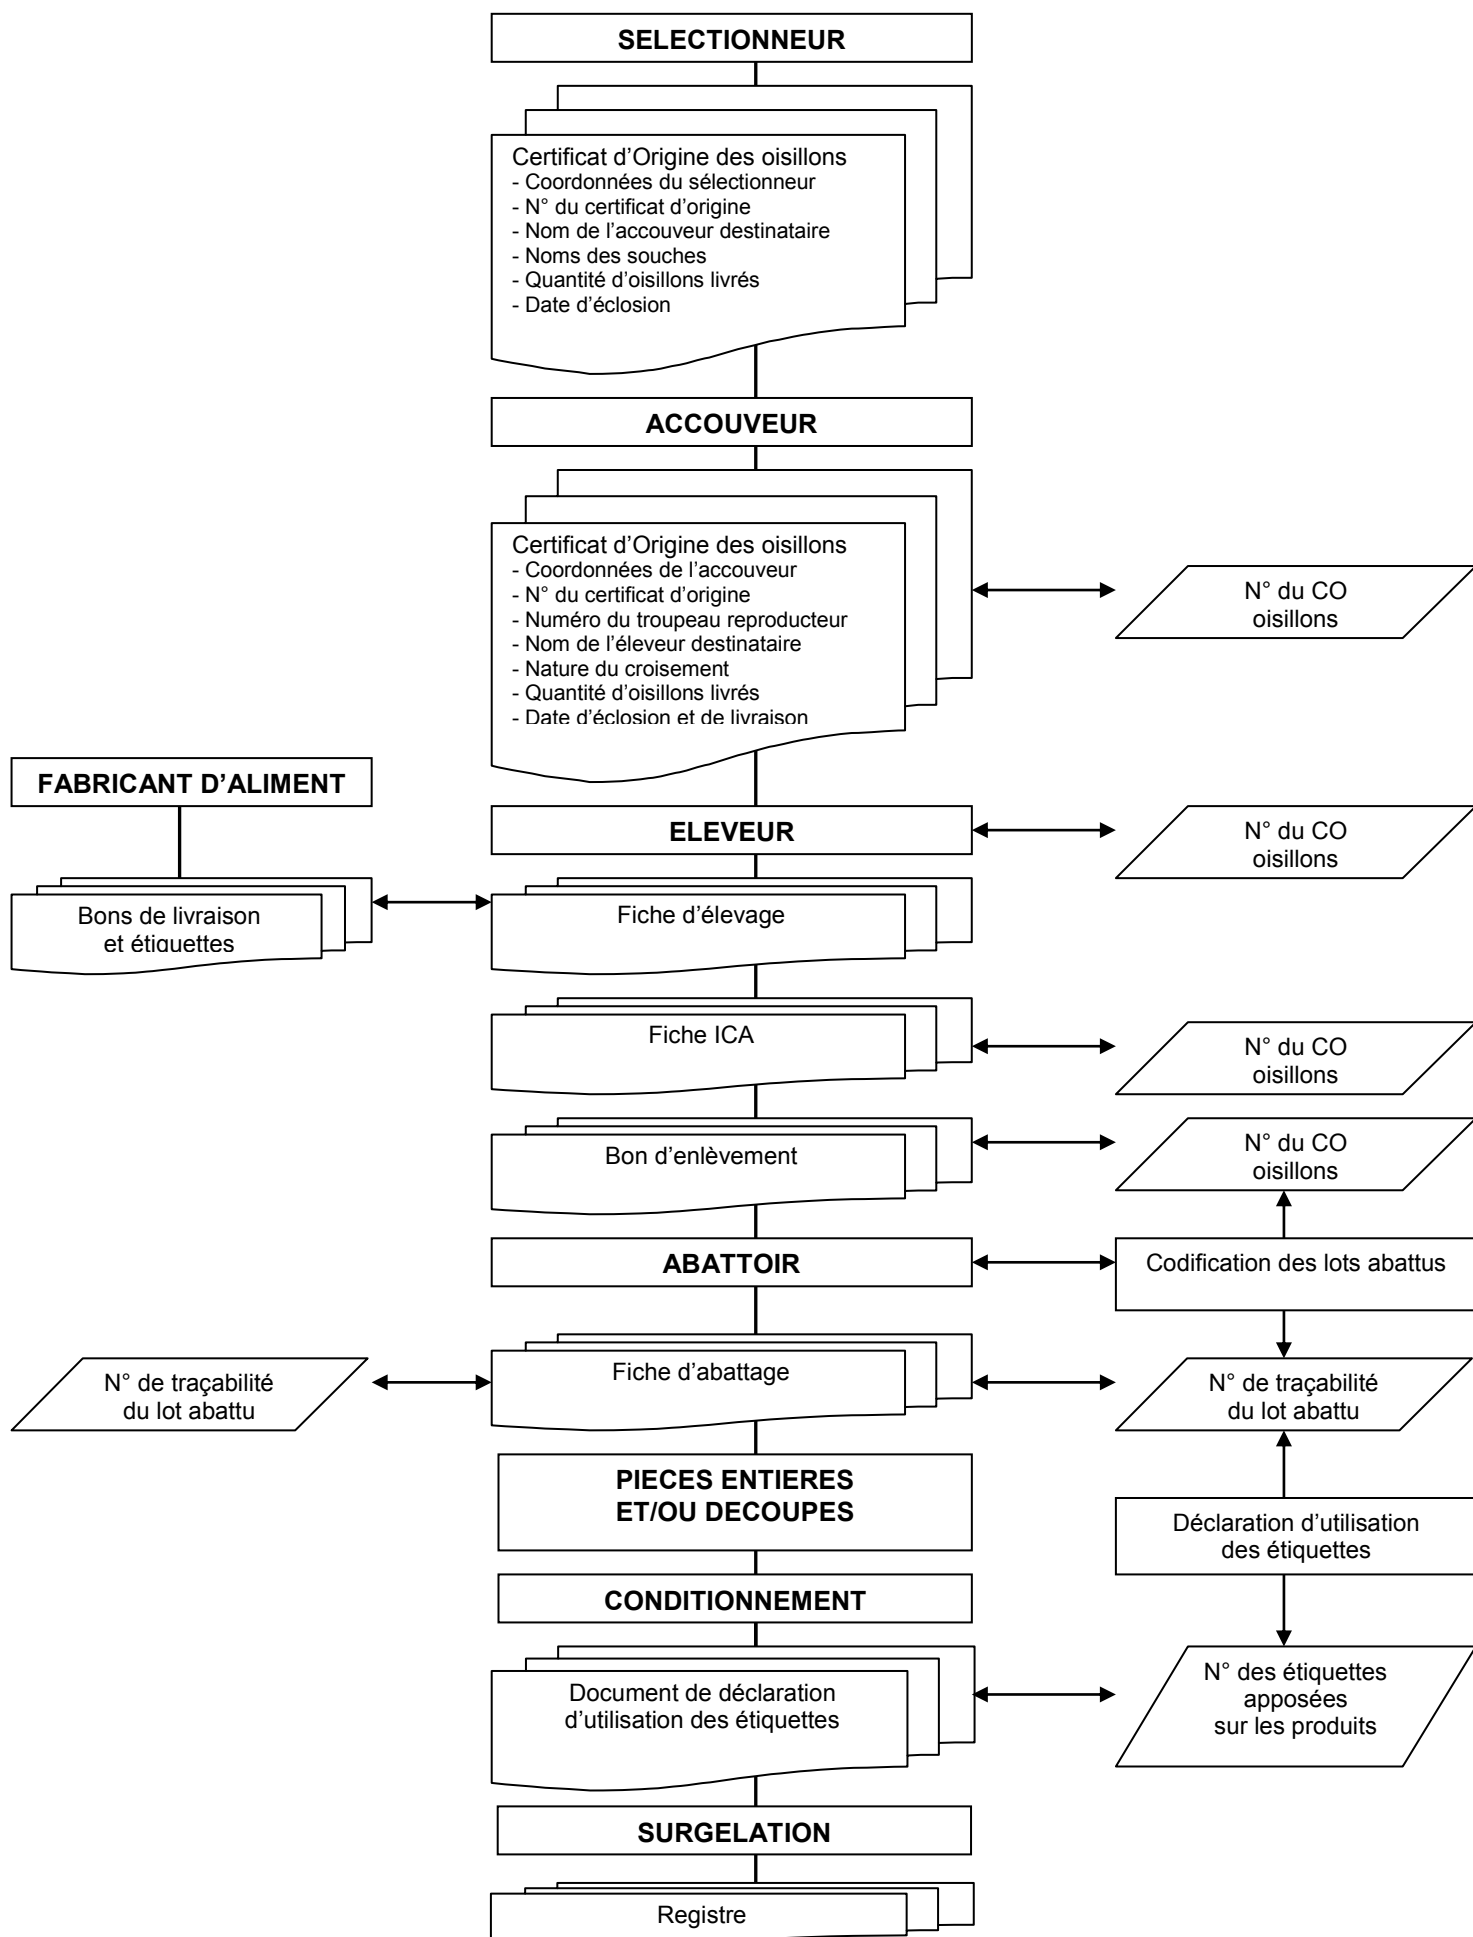 SELECTIONNEUR
Certificat d’Origine des oisillons
- Coordonnées du sélectionneur
- N° du certificat d’origine
- Nom de l’accouveur destinataire
- Noms des souches
- Quantité d’oisillons livrés
- Date d’éclosion
ACCOUVEUR
Certificat d’Origine des oisillons
- Coordonnées de l’accouveur
- N° du certificat d’origine
- Numéro du troupeau reproducteur
- Nom de l’éleveur destinataire
- Nature du croisement
- Quantité d’oisillons livrés
- Date d’éclosion et de livraison
N° du CO
oisillons
FABRICANT D’ALIMENT
ELEVEUR
N° du CO
oisillons
Bons de livraison
et étiquettes
Fiche d’élevage
Fiche ICA
N° du CO
oisillons
Bon d’enlèvement
N° du CO
oisillons
ABATTOIR
Codification des lots abattus
N° de traçabilité
du lot abattu
Fiche d’abattage
N° de traçabilité
du lot abattu
PIECES ENTIERES
ET/OU DECOUPES
Déclaration d’utilisation
des étiquettes
CONDITIONNEMENT
Document de déclaration
d’utilisation des étiquettes
N° des étiquettes
apposées
sur les produits
SURGELATION
Registre